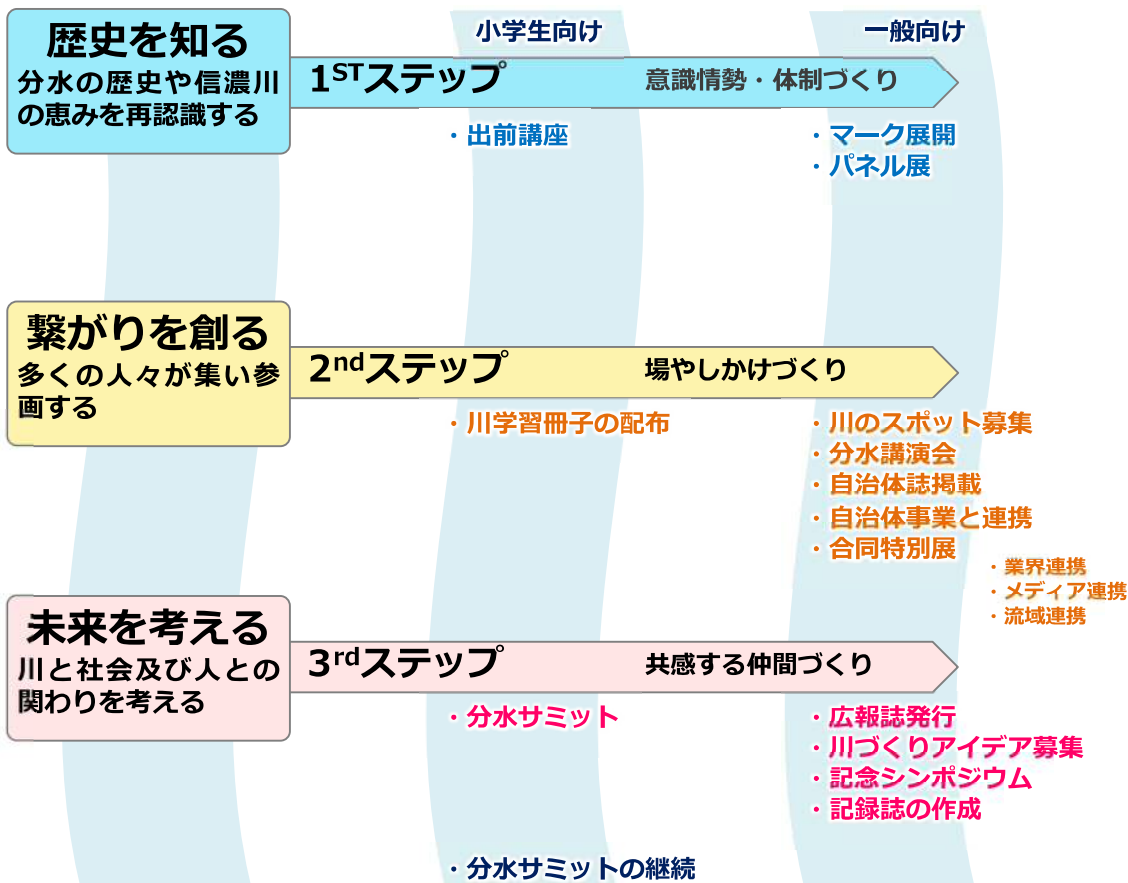 小学生向け
一般向け
歴史を知る
分水の歴史や信濃川
の恵みを再認識する
1STステップ
意識情勢・体制づくり
・出前講座
・マーク展開
・パネル展
繋がりを創る
多くの人々が集い参
画する
2ndステップ
場やしかけづくり
・川学習冊子の配布
・川のスポット募集
・分水講演会
・自治体誌掲載
・自治体事業と連携
・合同特別展
・業界連携
・メディア連携
・流域連携
未来を考える
川と社会及び人との
関わりを考える
3rdステップ
共感する仲間づくり
・分水サミット
・広報誌発行
・川づくりアイデア募集
・記念シンポジウム
・記録誌の作成
・分水サミットの継続